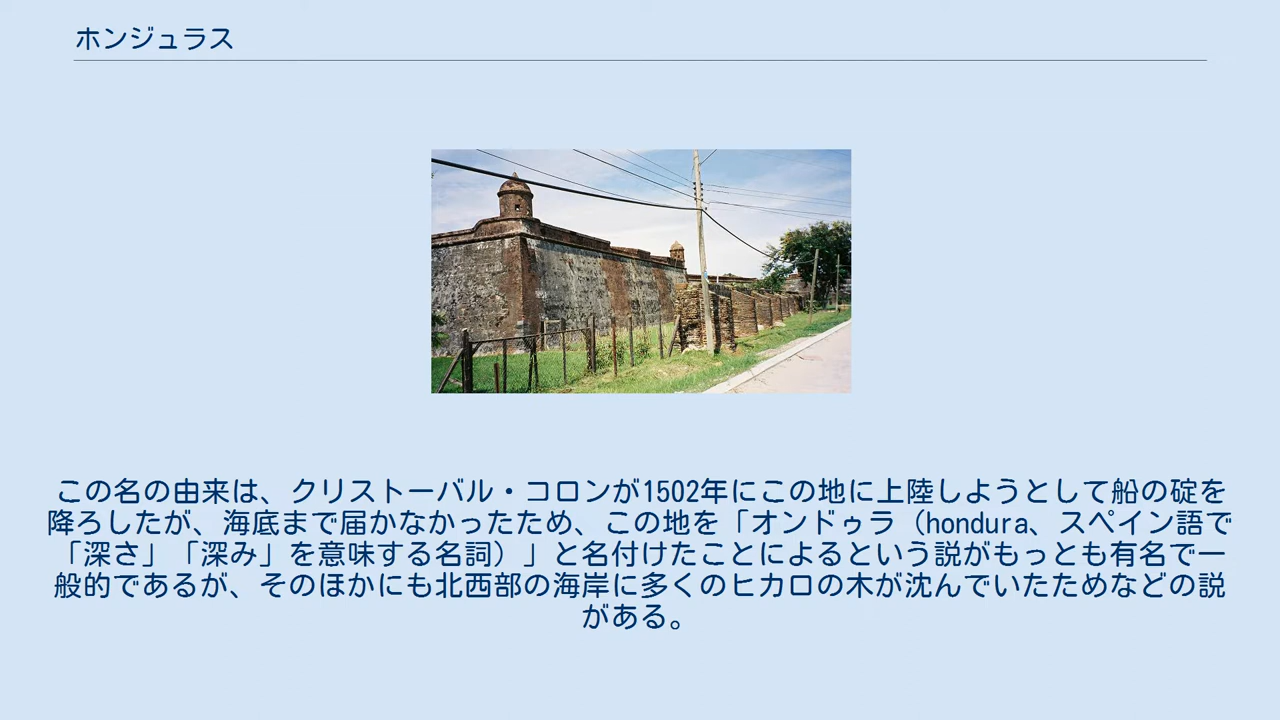 ホンジュラス
この名の由来は、クリストーバル・コロンが1502年にこの地に上陸しようとして船の碇を
降ろしたが、海底まで届かなかったため、この地を「オンドゥラ（hondura、スペイン語で
「深さ」「深み」を意味する名詞）」と名付けたことによるという説がもっとも有名で一
般的であるが、そのほかにも北西部の海岸に多くのヒカロの木が沈んでいたためなどの説
がある。